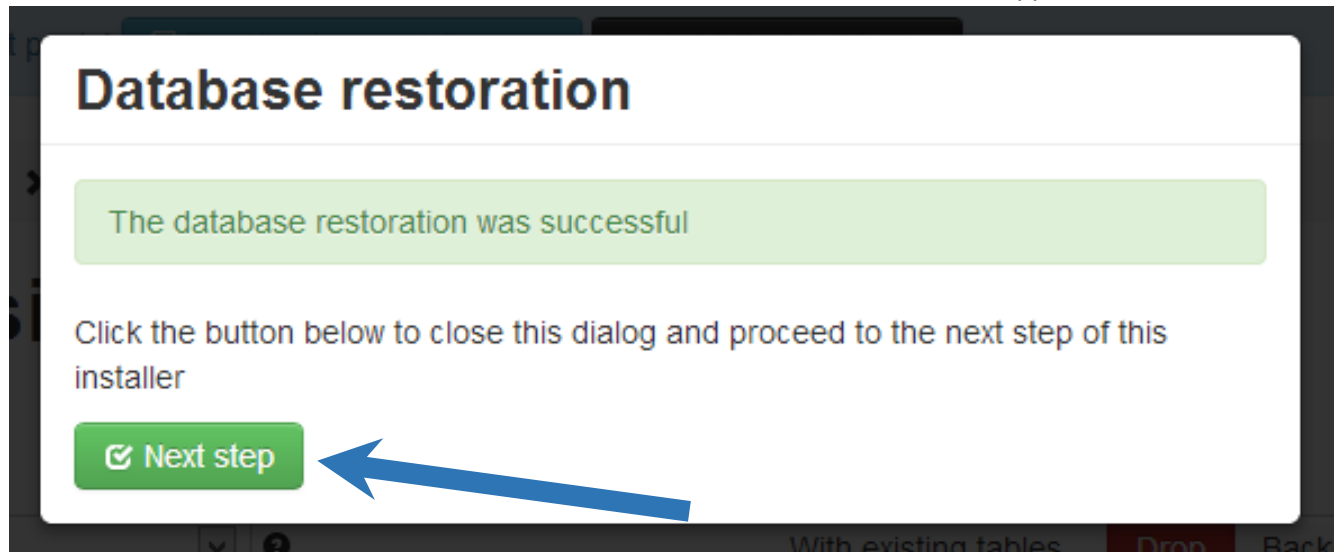 Database restoration
The database restoration was successful
Click the button below to close this dialog and proceed to the next step of this
installer
Next step
With existing tables Drop Back